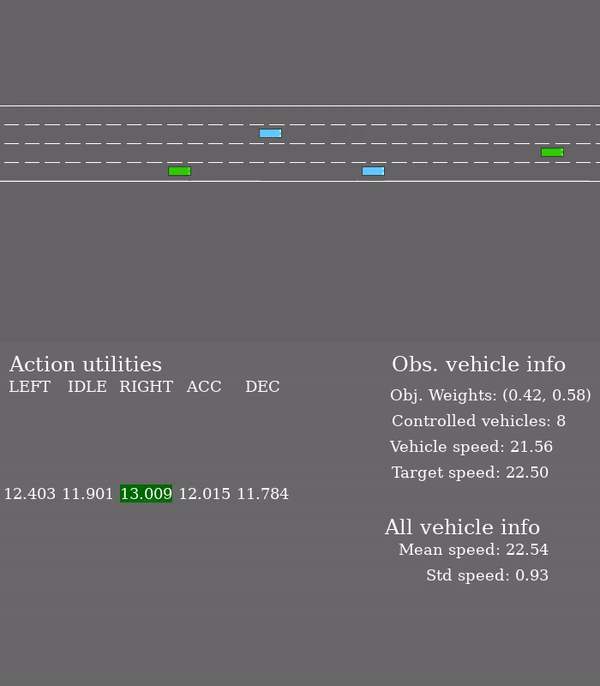 Action utilities
LEFT IDLE RIGHT ACC DEC
12.403 11.901 13.009 12.015 11.784
Obs. vehicle info
Obj. Weights: (0.42, 0.58)
Controlled vehicles: 8
Vehicle speed: 21.56
Target speed: 22.50
All vehicle info
Mean speed: 22.54
Std speed: 0.93